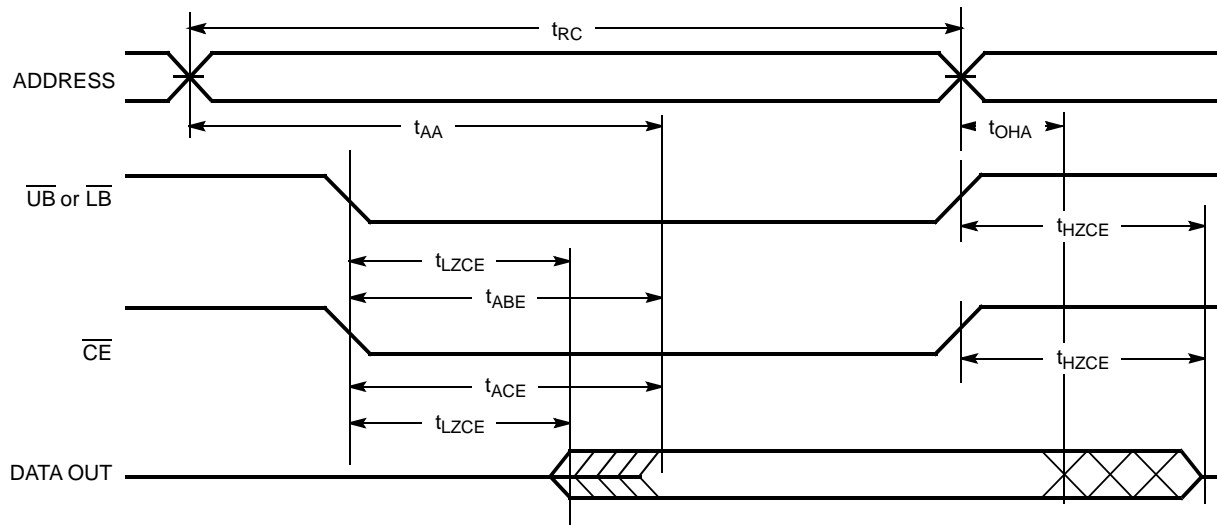 tRC
ADDRESS
tAA
tOHA
UB or LB
tHZCE
tLZCE
tABE
CE
tHZCE
tACE
tLZCE
DATA OUT